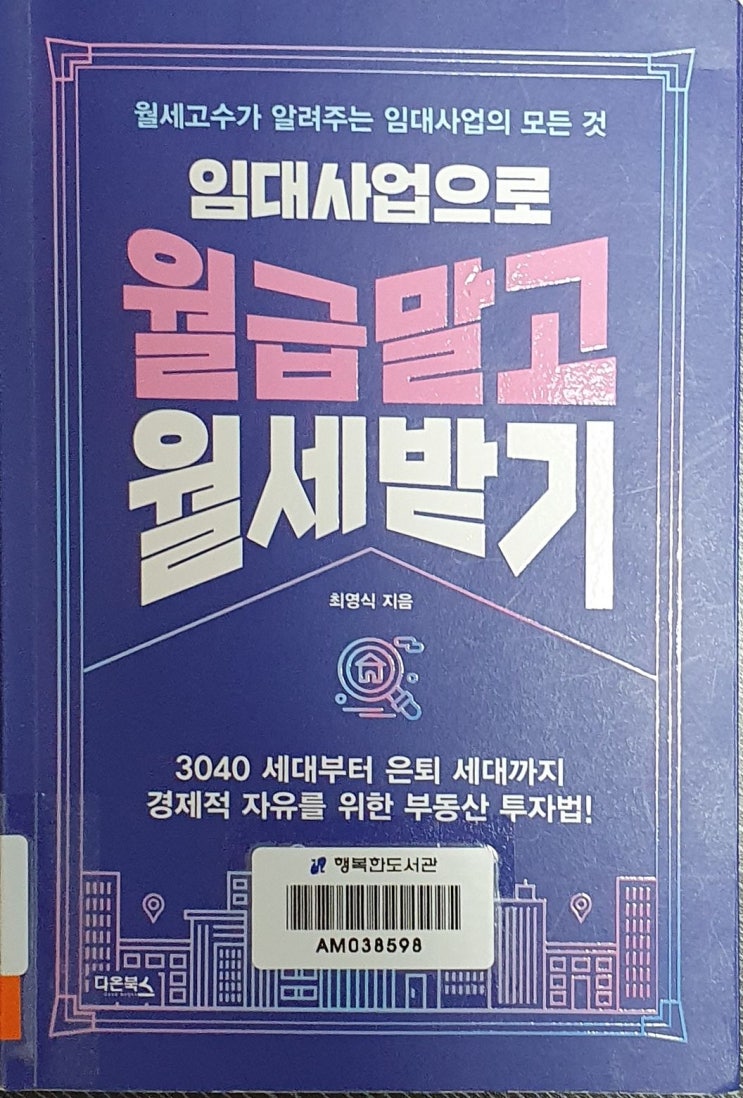 월세고수가 알려주는 임대사업의 모든 것
임대사업으로
월급말고
월세받기
최영식 지음
3040 세대부터 은퇴 세대까지
경제적 자유를 위한 부동산 투자법!
행복한도서관
AM038598
다온북스